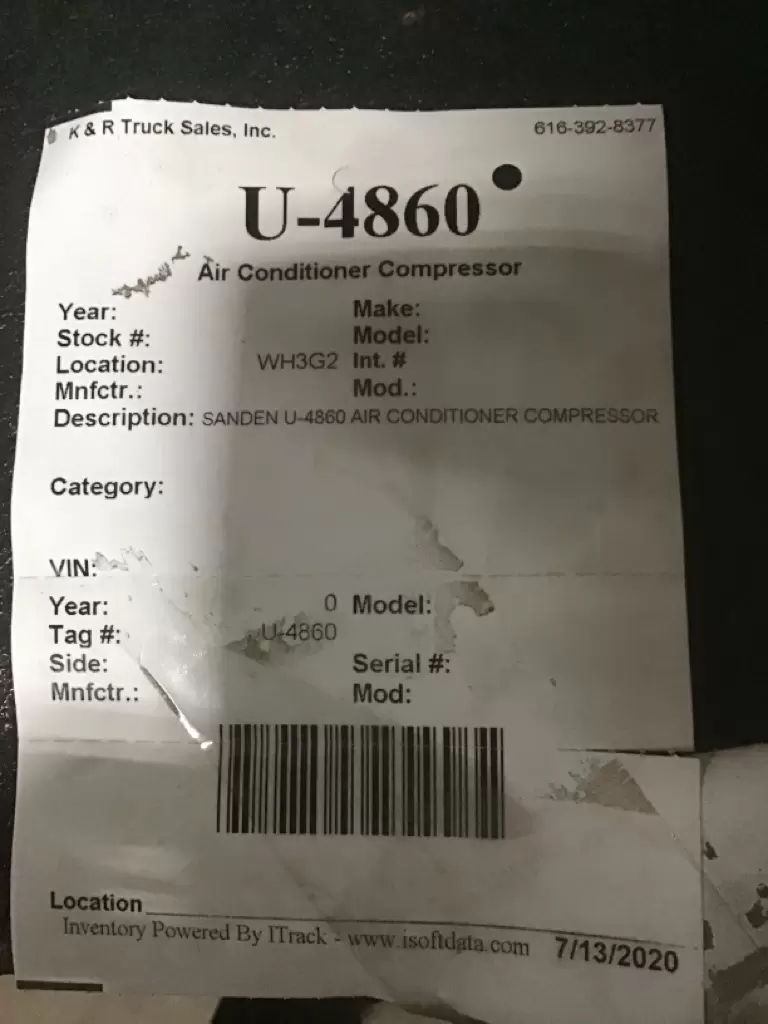 K & R Truck Sales, Inc. 616-392-8377
U-4860
Air Conditioner Compressor
Year: Make:
Stock #: Model:
Location: WH3G2 Int. #
Mnfctr.: Mod.:
Description: SANDEN U-4860 AIR CONDITIONER COMPRESSOR
Category:
VIN:
Year: 0 Model:
Tag #: U-4860
Side: Serial #:
Mnfctr.: Mod:
Location
Inventory Powered By ITrack - www.isoftdata.com 7/13/2020